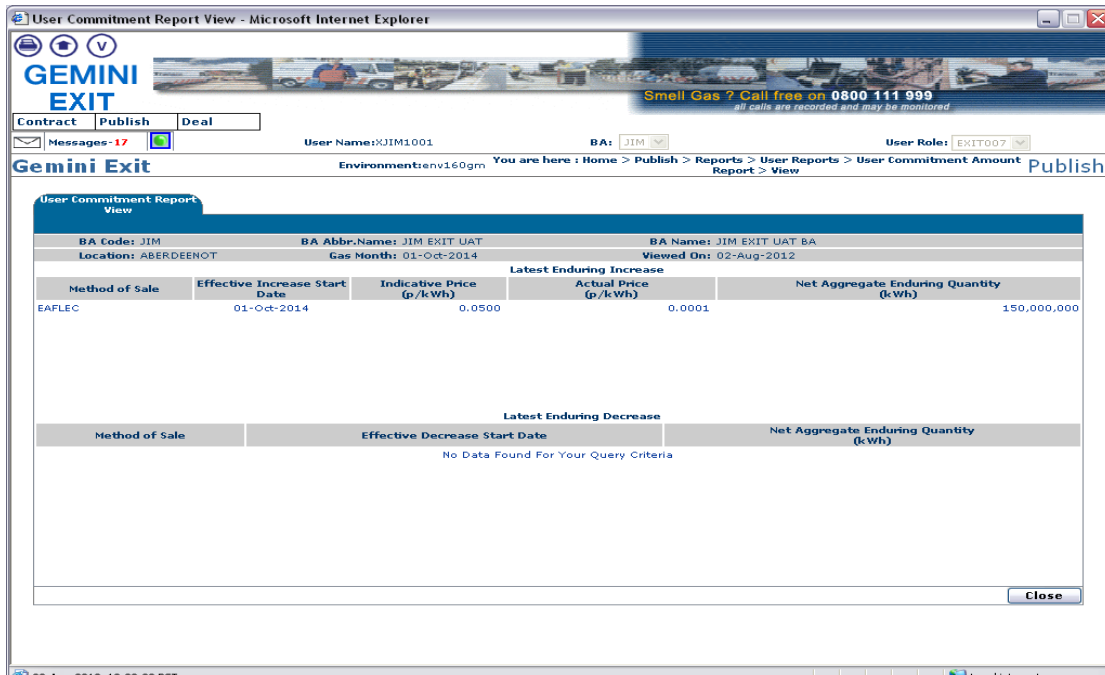 User Commitment Report View - Microsoft Internet Explorer
V
GEMINI
EXIT
Smell Gas ? Call free on 0800 111 999
all calls are recorded and may be monitored
Contract Publish Deal
Messages-17 User Name:XJIM1001 BA: JIM User Role: EXIT007
Gemini Exit Environment:env160gm You are here : Home > Publish > Reports > User Reports > User Commitment Amount Report > View Publish
User Commitment Report
View
BA Code: JIM BA Abbr.Name: JIM EXIT UAT BA Name: JIM EXIT UAT BA
Location: ABERDEENOT Gas Month: 01-Oct-2014 Viewed On: 02-Aug-2012
Latest Enduring Increase
Method of Sale Effective Increase Start Date Indicative Price (p/kWh) Actual Price (p/kWh) Net Aggregate Enduring Quantity (kWh)
EAFLEC 01-Oct-2014 0.0500 0.0001 150,000,000
Latest Enduring Decrease
Method of Sale Effective Decrease Start Date Net Aggregate Enduring Quantity (kWh)
No Data Found For Your Query Criteria
Close